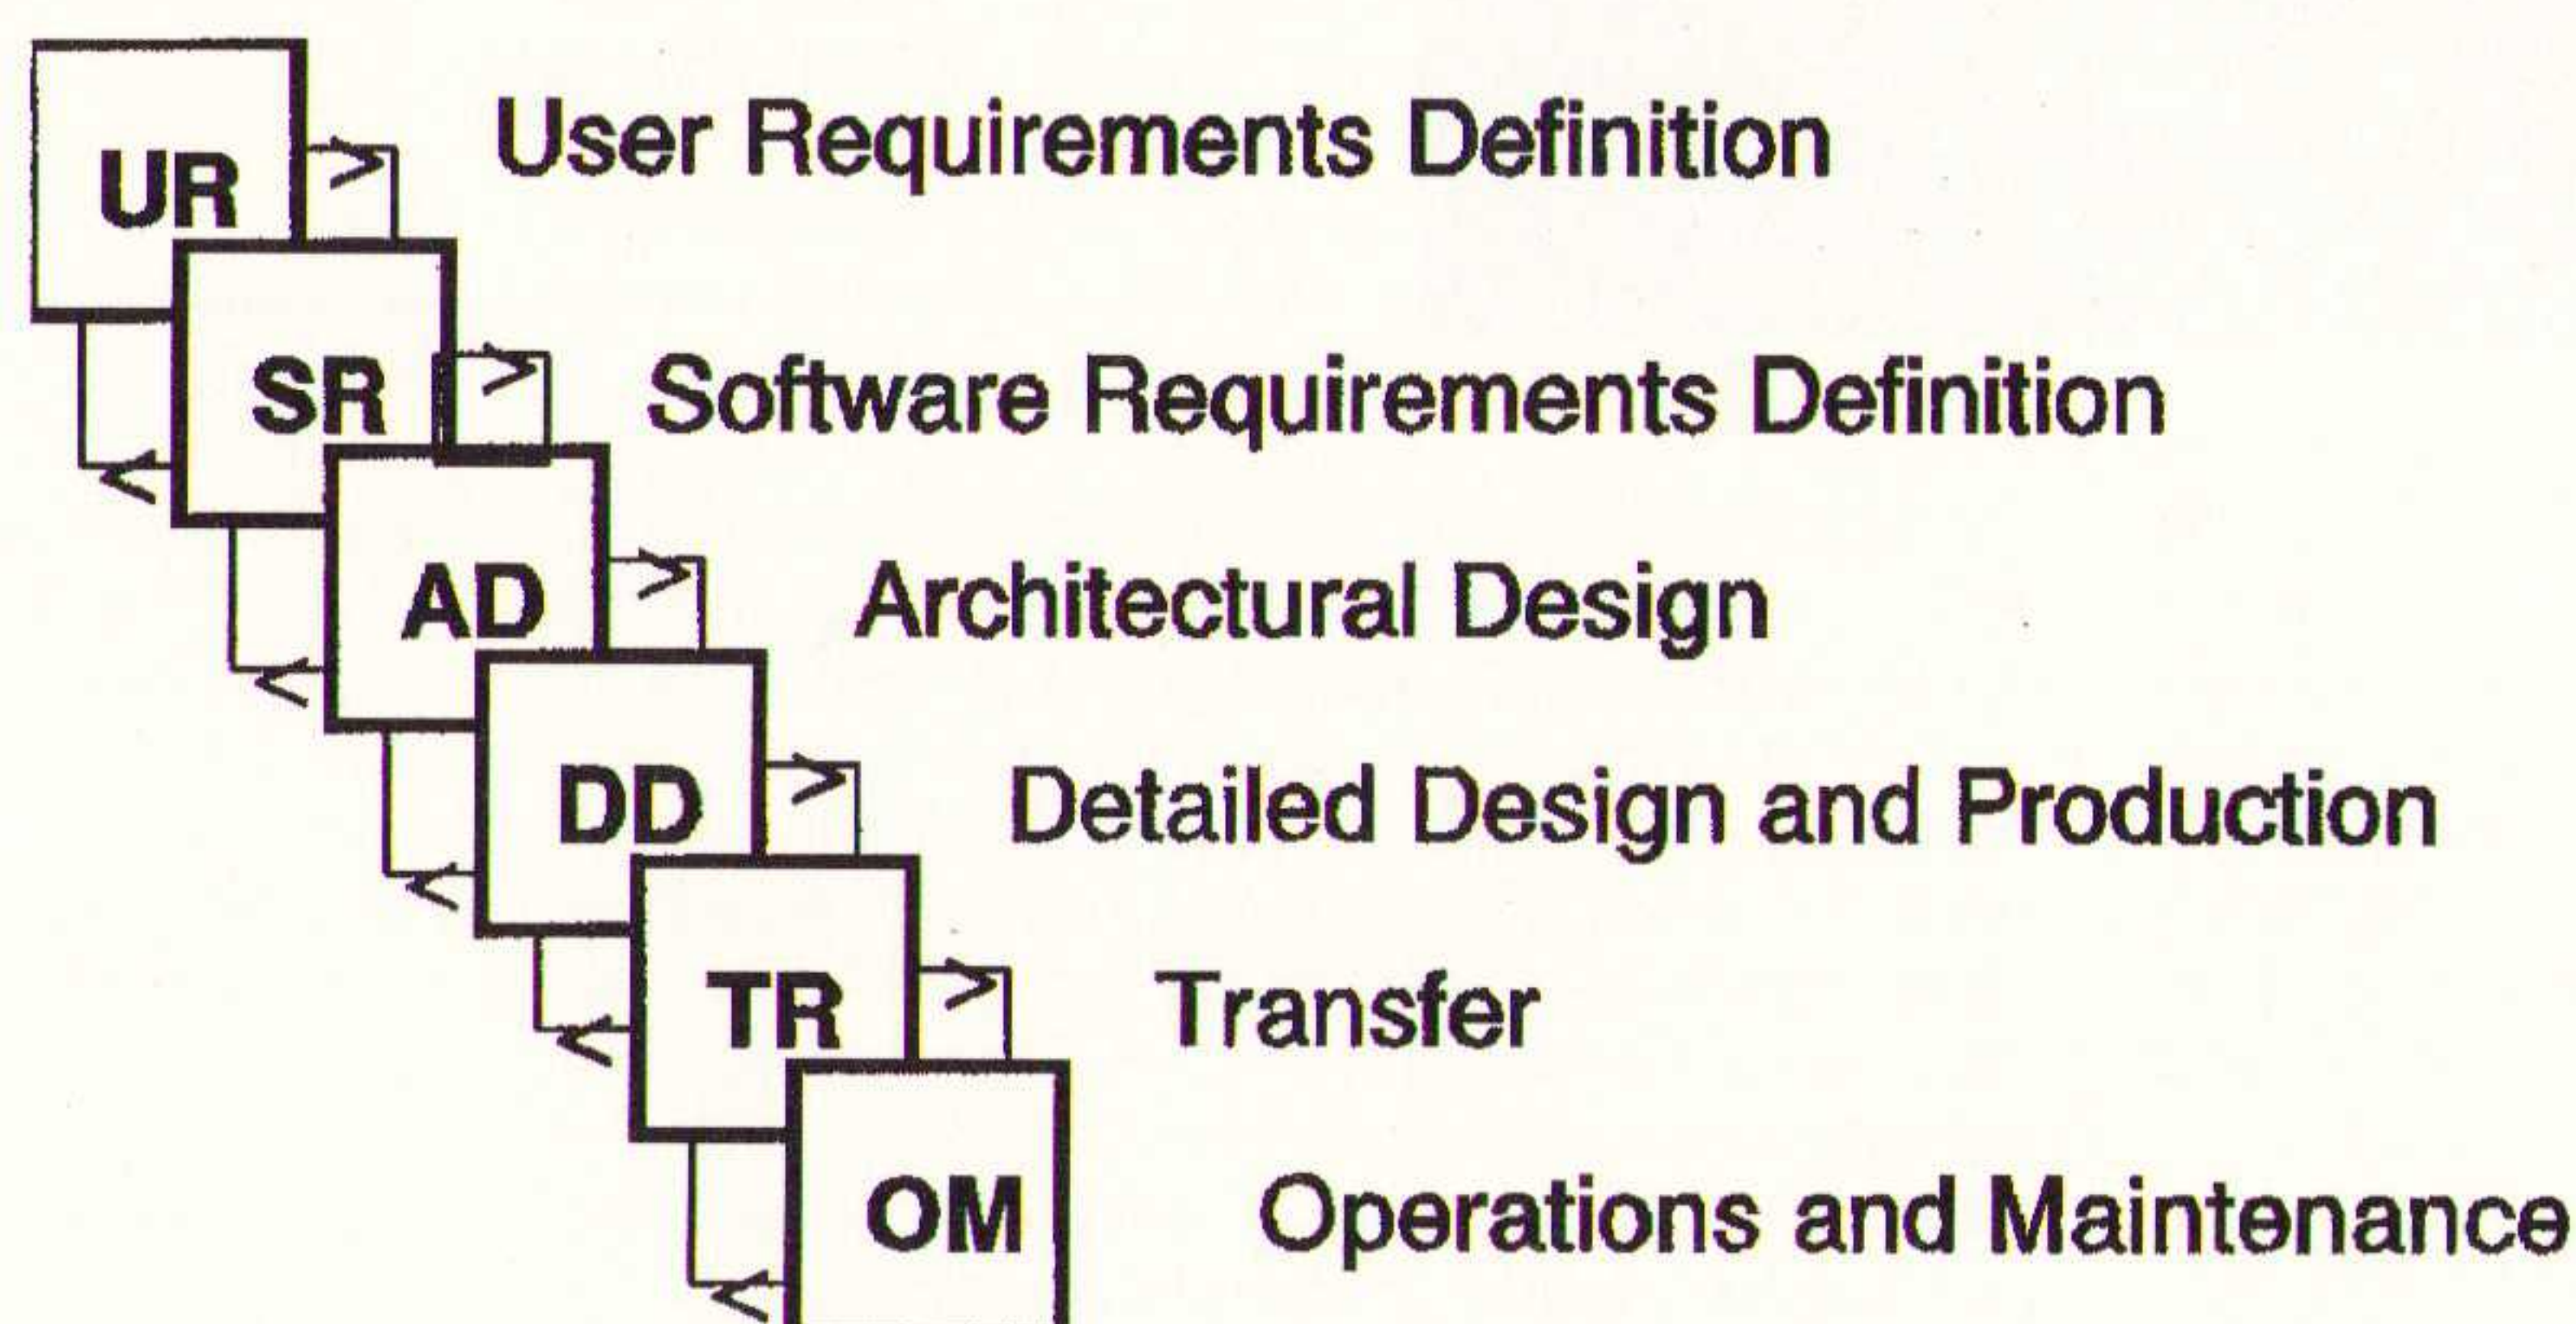 UR User Requirements Definition
SR Software Requirements Definition
AD Architectural Design
DD Detailed Design and Production
TR Transfer
OM Operations and Maintenance